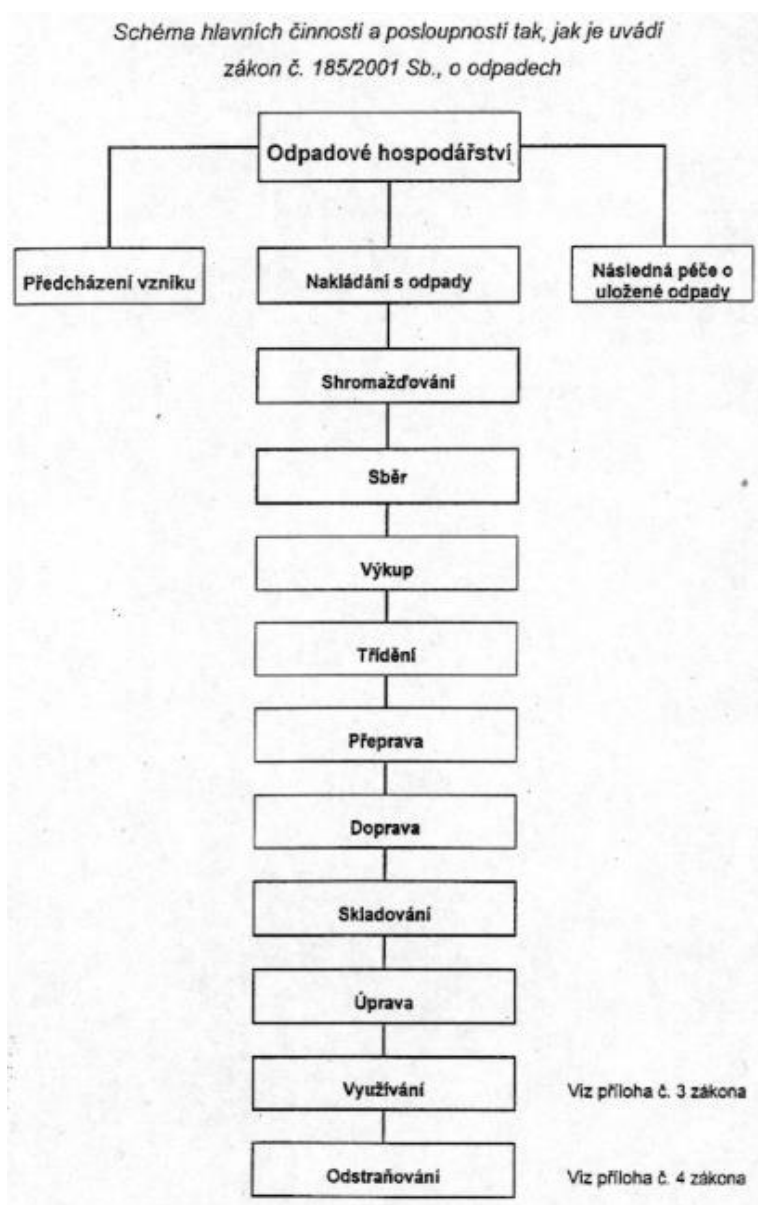 Schéma hlavních činností a posloupností tak, jak je uvádí
zákon č. 185/2001 Sb., o odpadech
Odpadové hospodářství
Předcházení vzniku
Nakládání s odpady
Následná péče o
uložené odpady
Shromažďování
Sběr
Výkup
Třídění
Přeprava
Doprava
Skladování
Úprava
Využívání
Viz příloha č. 3 zákona
Odstraňování
Viz příloha č. 4 zákona